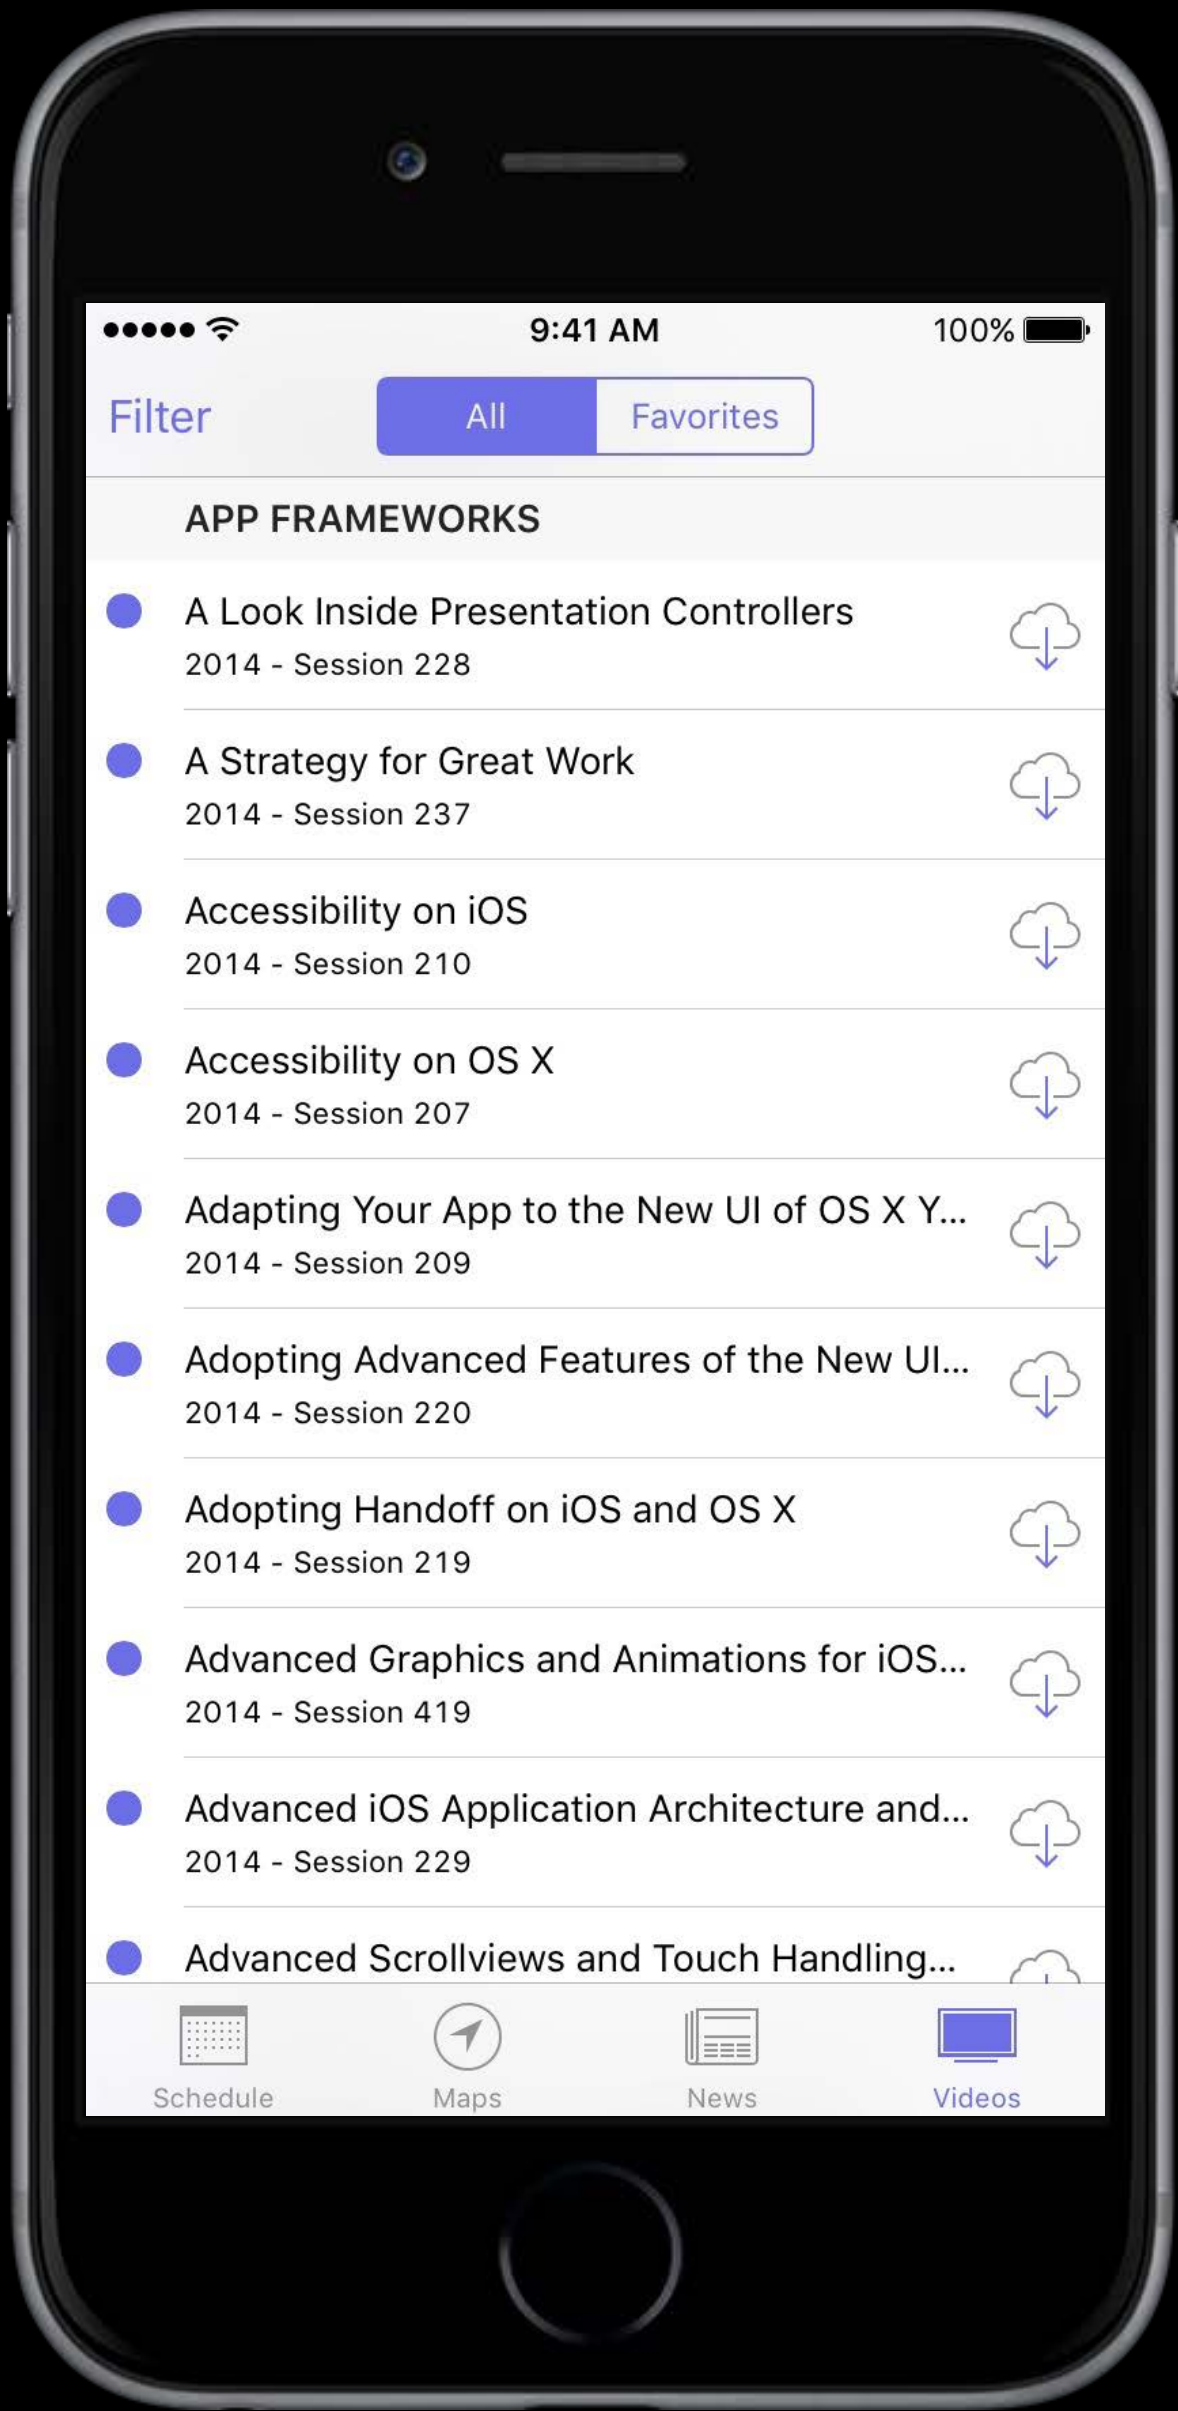 9:41 AM 100%
Filter All Favorites
APP FRAMEWORKS
A Look Inside Presentation Controllers
2014 - Session 228
A Strategy for Great Work
2014 - Session 237
Accessibility on iOS
2014 - Session 210
Accessibility on OS X
2014 - Session 207
Adapting Your App to the New UI of OS X Y...
2014 - Session 209
Adopting Advanced Features of the New UI...
2014 - Session 220
Adopting Handoff on iOS and OS X
2014 - Session 219
Advanced Graphics and Animations for iOS...
2014 - Session 419
Advanced iOS Application Architecture and...
2014 - Session 229
Advanced Scrollviews and Touch Handling...
Schedule Maps News Videos